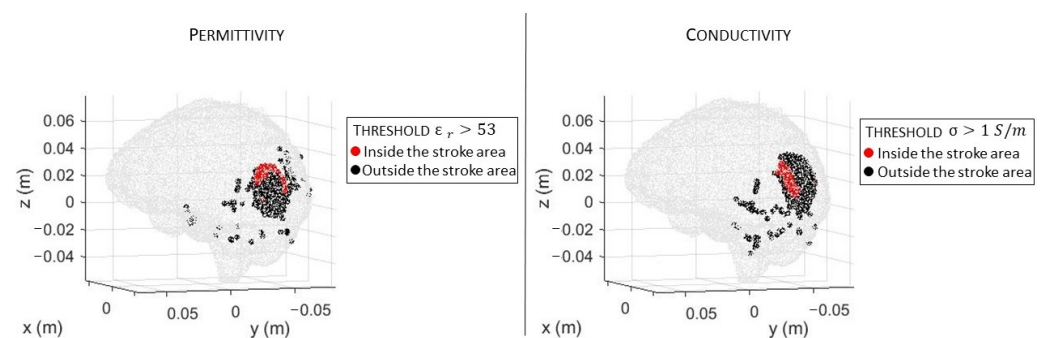 PERMITTIVITY
0.06
0.04
0.02
0
−0.02
−0.04
z (m)
0
x (m)
0.05
0
−0.05
y (m)
THRESHOLD ε r > 53
Inside the stroke area
Outside the stroke area
CONDUCTIVITY
0.06
0.04
0.02
0
−0.02
−0.04
z (m)
0
x (m)
0.05
0
−0.05
y (m)
THRESHOLD σ > 1 S/m
Inside the stroke area
Outside the stroke area